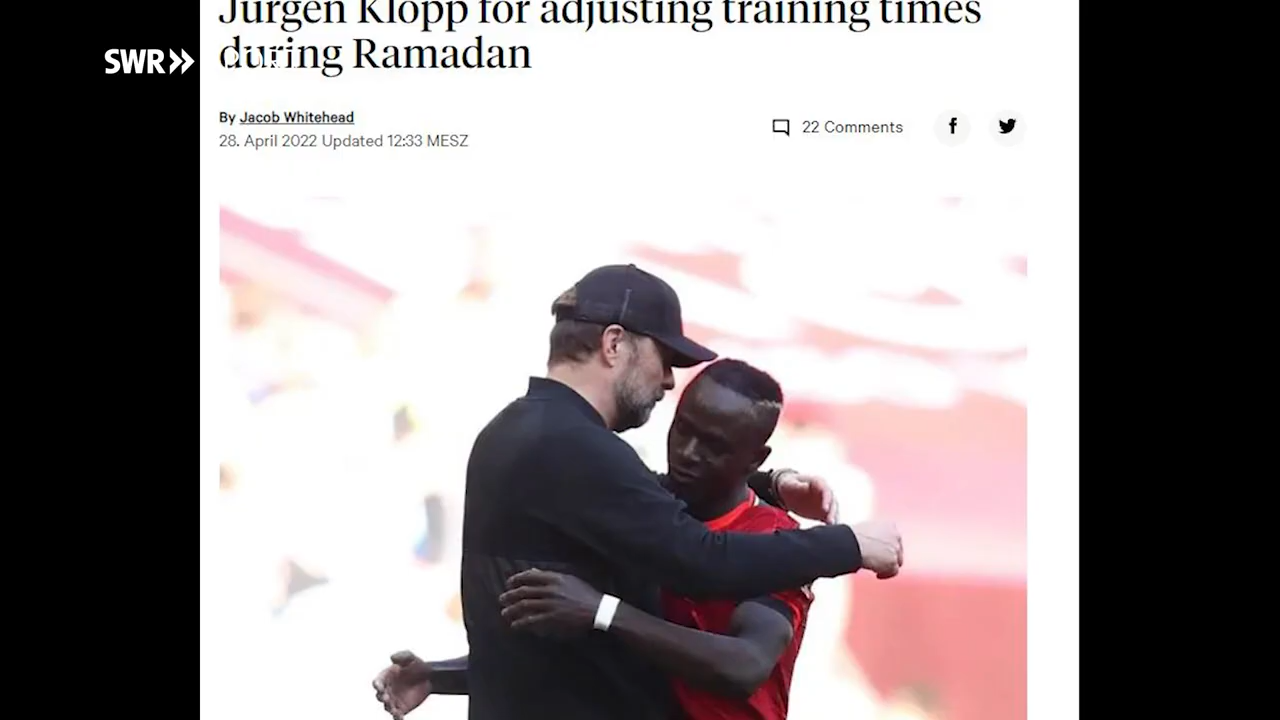 Jürgen Klopp for adjusting training times
during Ramadan
SWR
By Jacob Whitehead
28. April 2022 Updated 12:33 MESZ
22 Comments